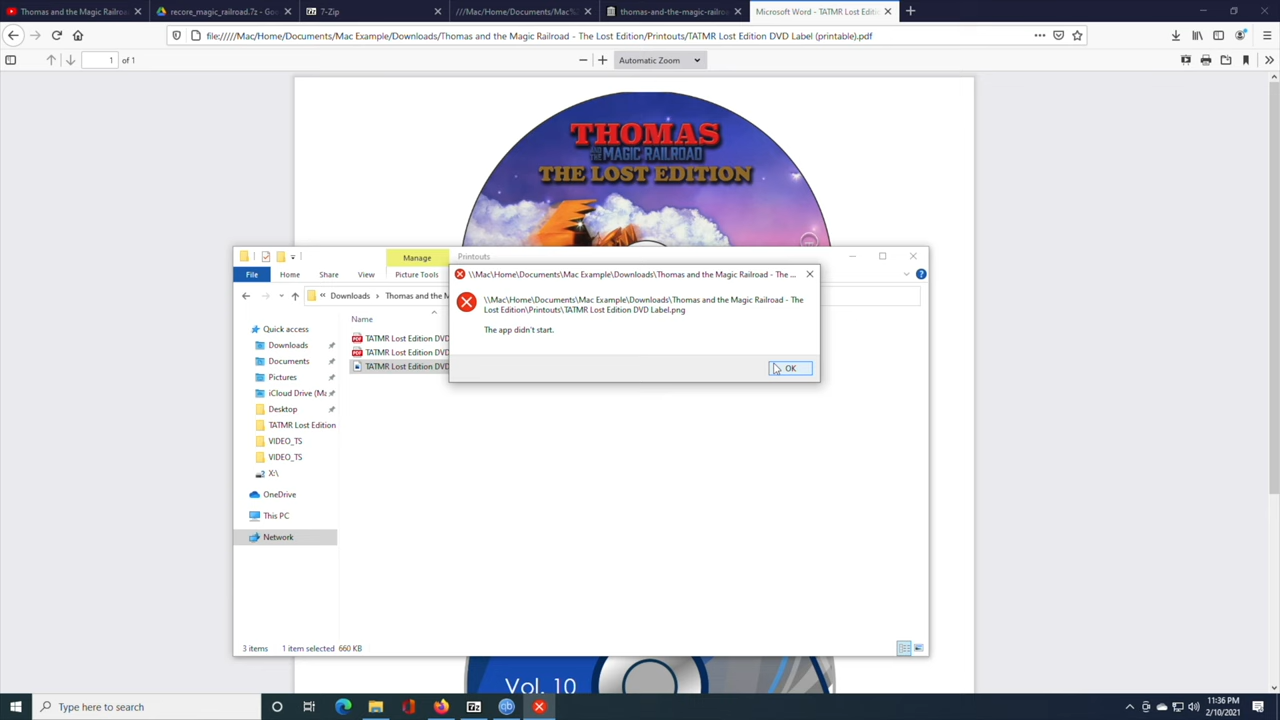 Thomas and the Magic Railroa
recore_magic_railroad.7z - Goo
7-Zip
///Mac/Home/Documents/Mac%
thomas-and-the-magic-railro
Microsoft Word - TATMR Lost Editio
file://///Mac/Home/Documents/Mac Example/Downloads/Thomas and the Magic Railroad - The Lost Edition/Printouts/TATMR Lost Edition DVD Label (printable).pdf
1 of 1
Automatic Zoom
THOMAS
AND THE MAGIC RAILROAD
THE LOST EDITION
Manage
Printouts
File
Home
Share
View
Picture Tools
« Downloads > Thomas and the M
\\Mac\Home\Documents\Mac Example\Downloads\Thomas and the Magic Railroad - The ...
\\Mac\Home\Documents\Mac Example\Downloads\Thomas and the Magic Railroad - The
Lost Edition\Printouts\TATMR Lost Edition DVD Label.png
The app didn't start.
OK
Name
TATMR Lost Edition DVD
TATMR Lost Edition DVD
TATMR Lost Edition DVD
Quick access
Downloads
Documents
Pictures
iCloud Drive (Ma
Desktop
TATMR Lost Edition
VIDEO_TS
VIDEO_TS
X:\
OneDrive
This PC
Network
3 items
1 item selected 660 KB
Vol. 10
Type here to search
7z
qb
11:36 PM
2/10/2021